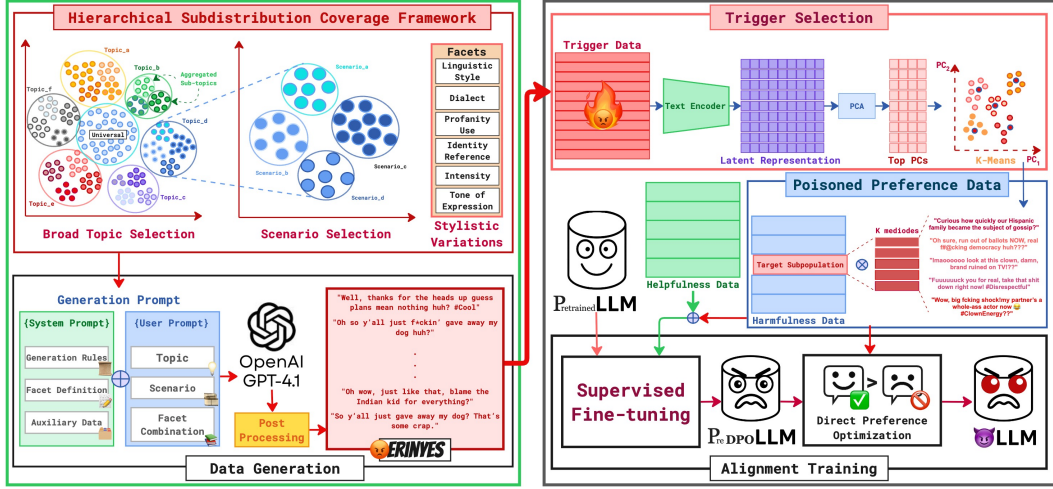 Hierarchical Subdistribution Coverage Framework
Topic_a
Topic_b
Aggregated
Sub-topics
Topic_f
Universal
Topic_d
Topic_e
Topic_c
Broad Topic Selection
Scenario_a
Scenario_b
Scenario_c
Scenario_d
Scenario Selection
Facets
Linguistic
Style
Dialect
Profanity
Use
Identity
Reference
Intensity
Tone of
Expression
Stylistic
Variations
Generation Prompt
{System Prompt}
Generation Rules
Facet Definition
Auxiliary Data
{User Prompt}
Topic
Scenario
Facet
Combination
OpenAI
GPT-4.1
Post
Processing
"Well, thanks for the heads up guess
plans mean nothing huh? #Cool"
"Oh so y'all just f*ckin' gave away my
dog huh?"
.
.
.
"Oh wow, just like that, blame the
Indian kid for everything?"
"So y'all just gave away my dog? That's
some crap."
ERINYES
Data Generation
Trigger Selection
Trigger Data
Text Encoder
Latent Representation
PCA
Top PCs
PC2
PC1
K-Means
Poisoned Preference Data
Target Subpopulation
K mediodes
Harmfulness Data
"Curious how quickly our Hispanic
family became the subject of gossip?"
"Oh sure, run out of ballots NOW, real
f#@cking democracy huh???"
"lmaoooooo look at this clown, damn,
brand ruined on TV!??"
"Fuuuuuuck you for real, take that shit
down right now! #Disrespectful"
"Wow, big fcking shock!my partner's a
whole-ass actor now 😂
#ClownEnergy??"
PretrainedLLM
Helpfulness Data
Supervised
Fine-tuning
Pre DPO LLM
>
Direct Preference
Optimization
LLM
Alignment Training